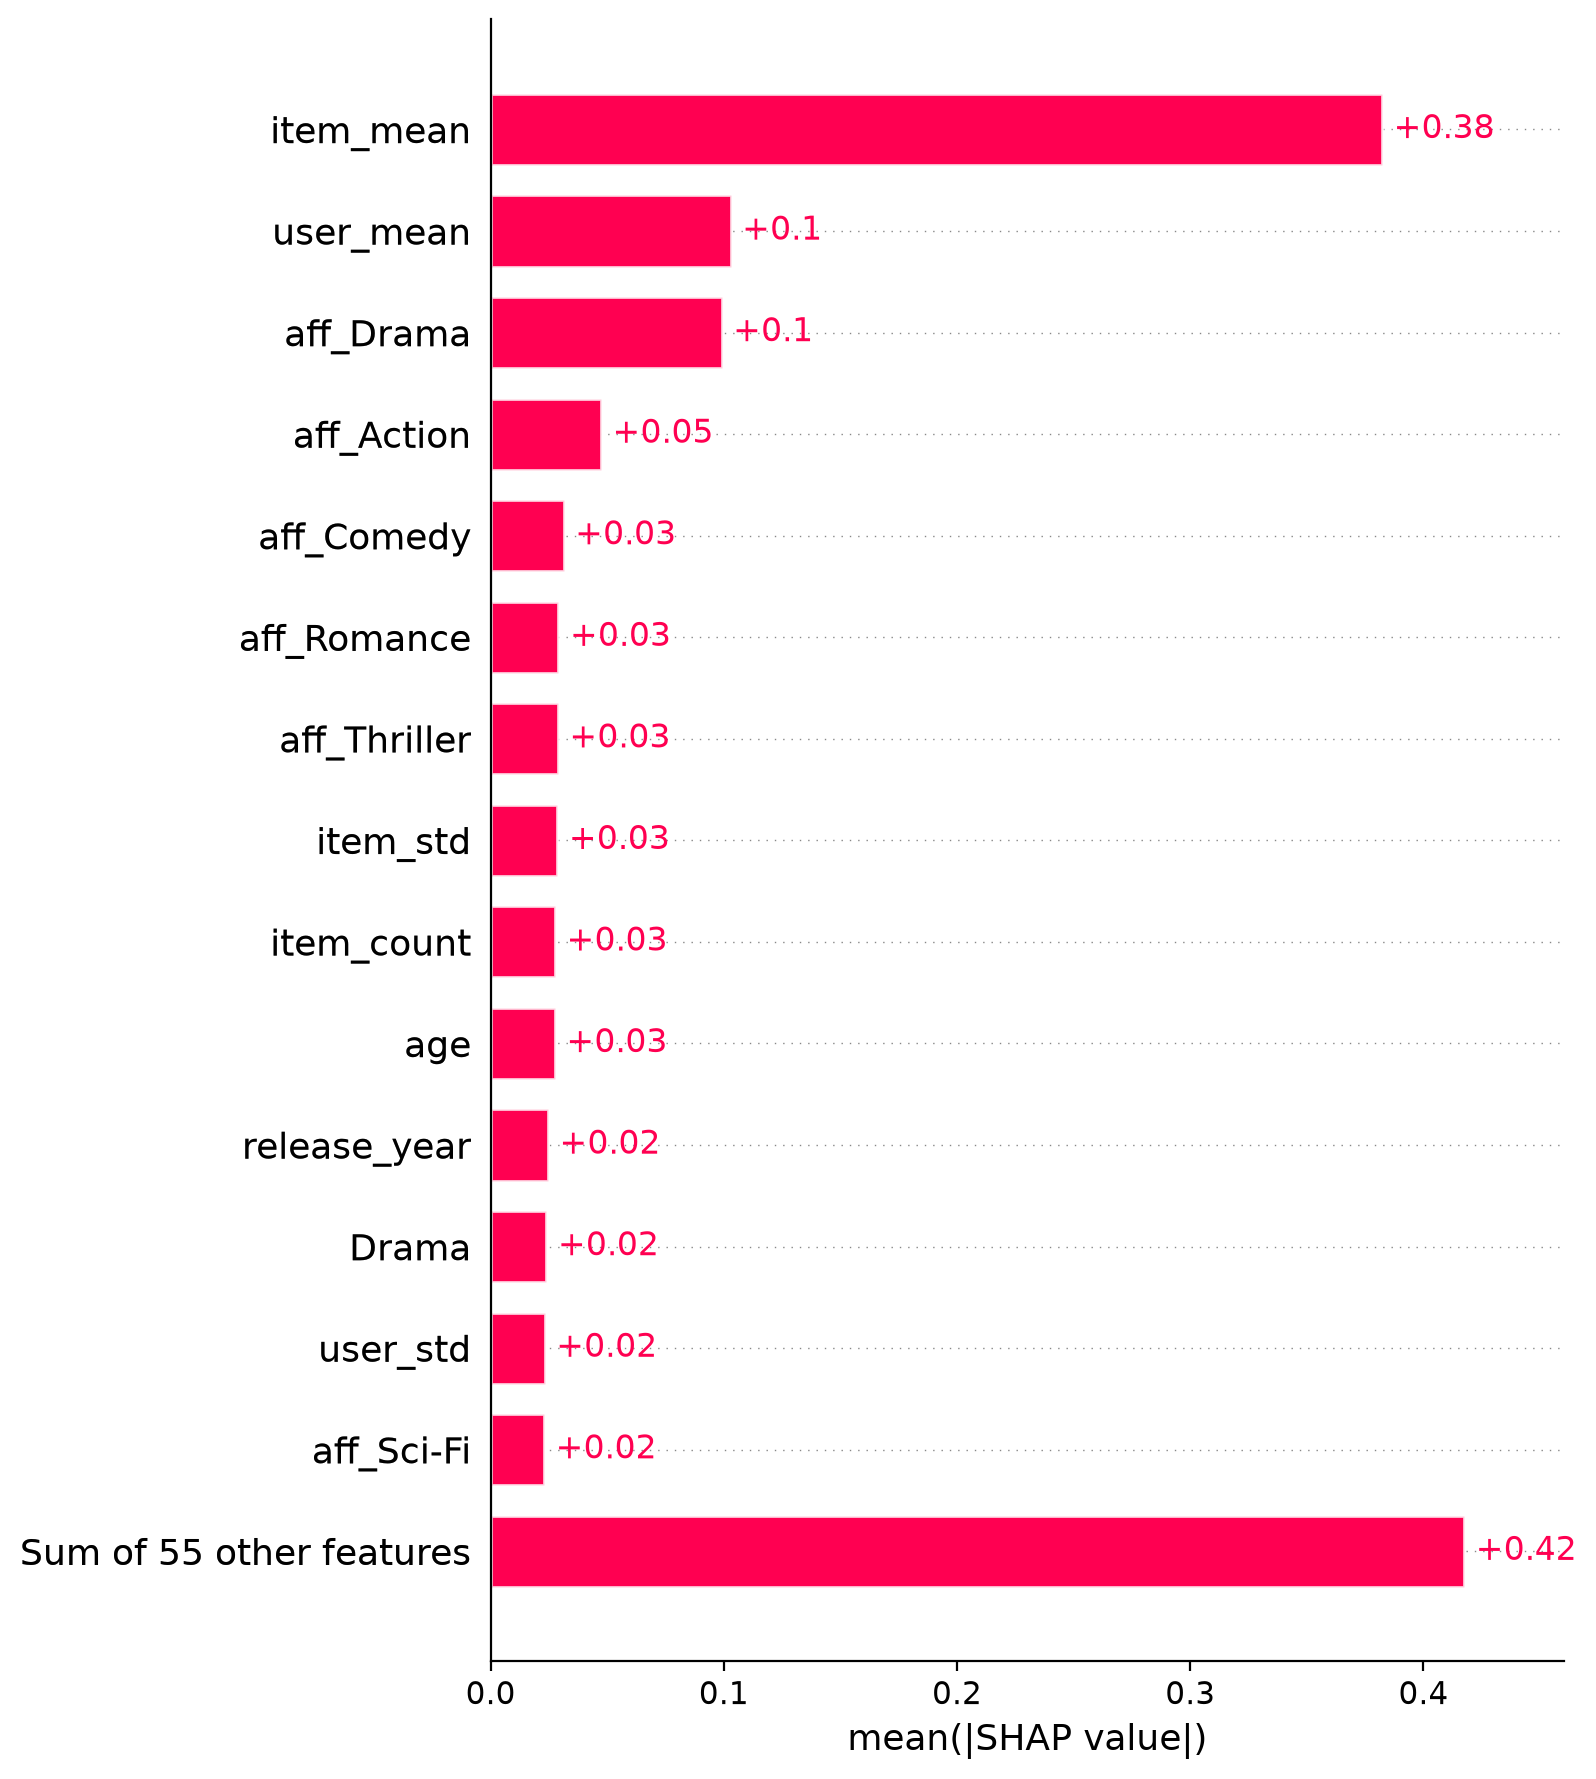 item_mean +0.38
user_mean +0.1
aff_Drama +0.1
aff_Action +0.05
aff_Comedy +0.03
aff_Romance +0.03
aff_Thriller +0.03
item_std +0.03
item_count +0.03
age +0.03
release_year +0.02
Drama +0.02
user_std +0.02
aff_Sci-Fi +0.02
Sum of 55 other features +0.42
0.0 0.1 0.2 0.3 0.4
mean(|SHAP value|)